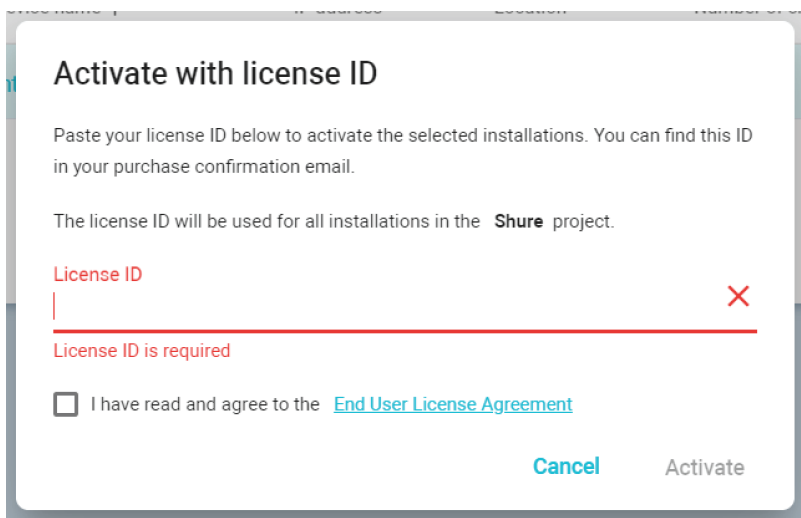 Activate with license ID
Paste your license ID below to activate the selected installations. You can find this ID
in your purchase confirmation email.
The license ID will be used for all installations in the Shure project.
License ID
License ID is required
I have read and agree to the End User License Agreement
Cancel Activate